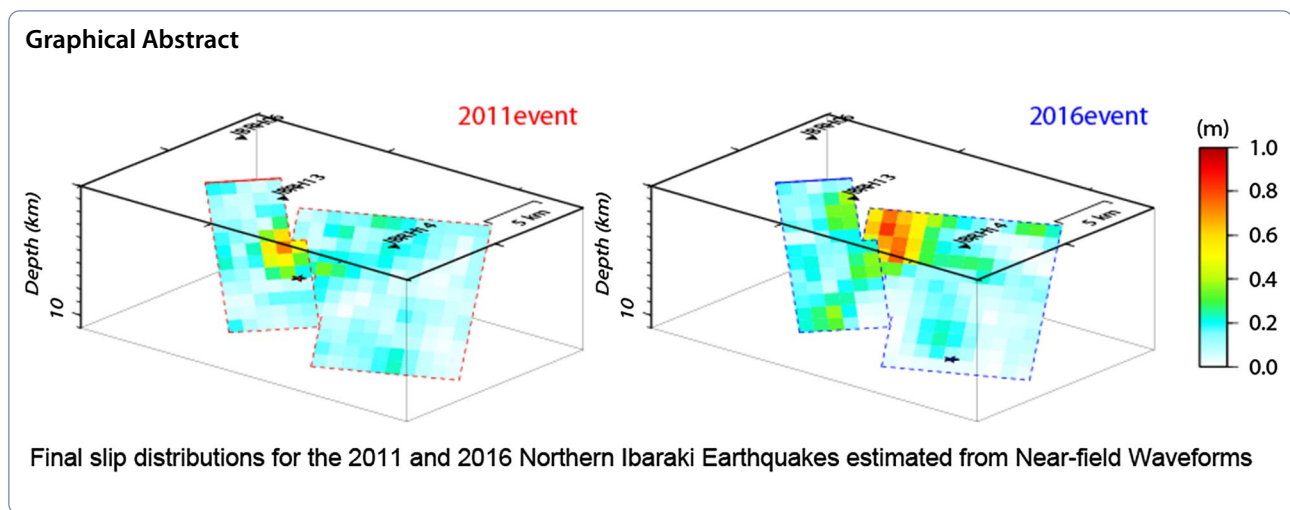 Graphical Abstract
2011event
2016event
(m)
1.0
0.8
0.6
0.4
0.2
0.0
Depth (km)
10
5 km
IBRH13
IBRH14
Depth (km)
10
5 km
IBRH13
IBRH14
Final slip distributions for the 2011 and 2016 Northern Ibaraki Earthquakes estimated from Near-field Waveforms